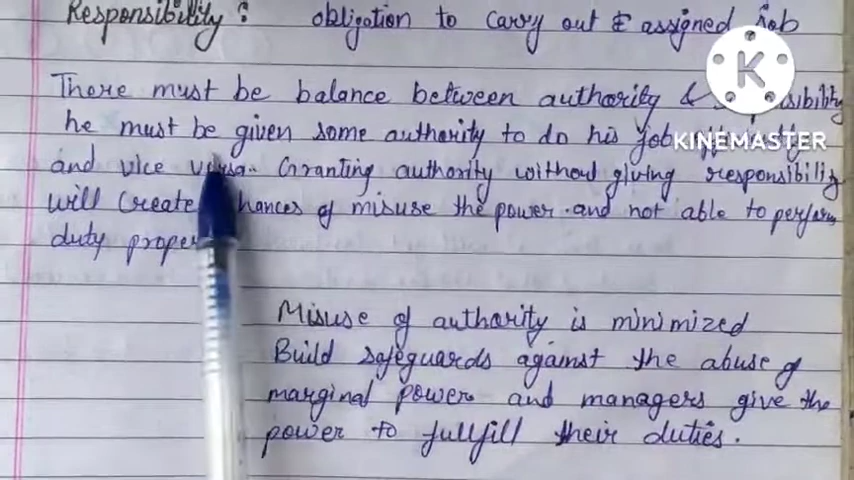 Responsibility : obligation to carry out & assigned job
There must be balance between authority &
he must be given some authority to do his job
and vice versa. Granting authority without giving responsibility
will create chances of misuse the power and not able to perform
duty proper
Misuse of authority is minimized
Build safeguards against the abuse of
marginal power and managers give the
power to fullfill their duties.
K
KINEMASTER